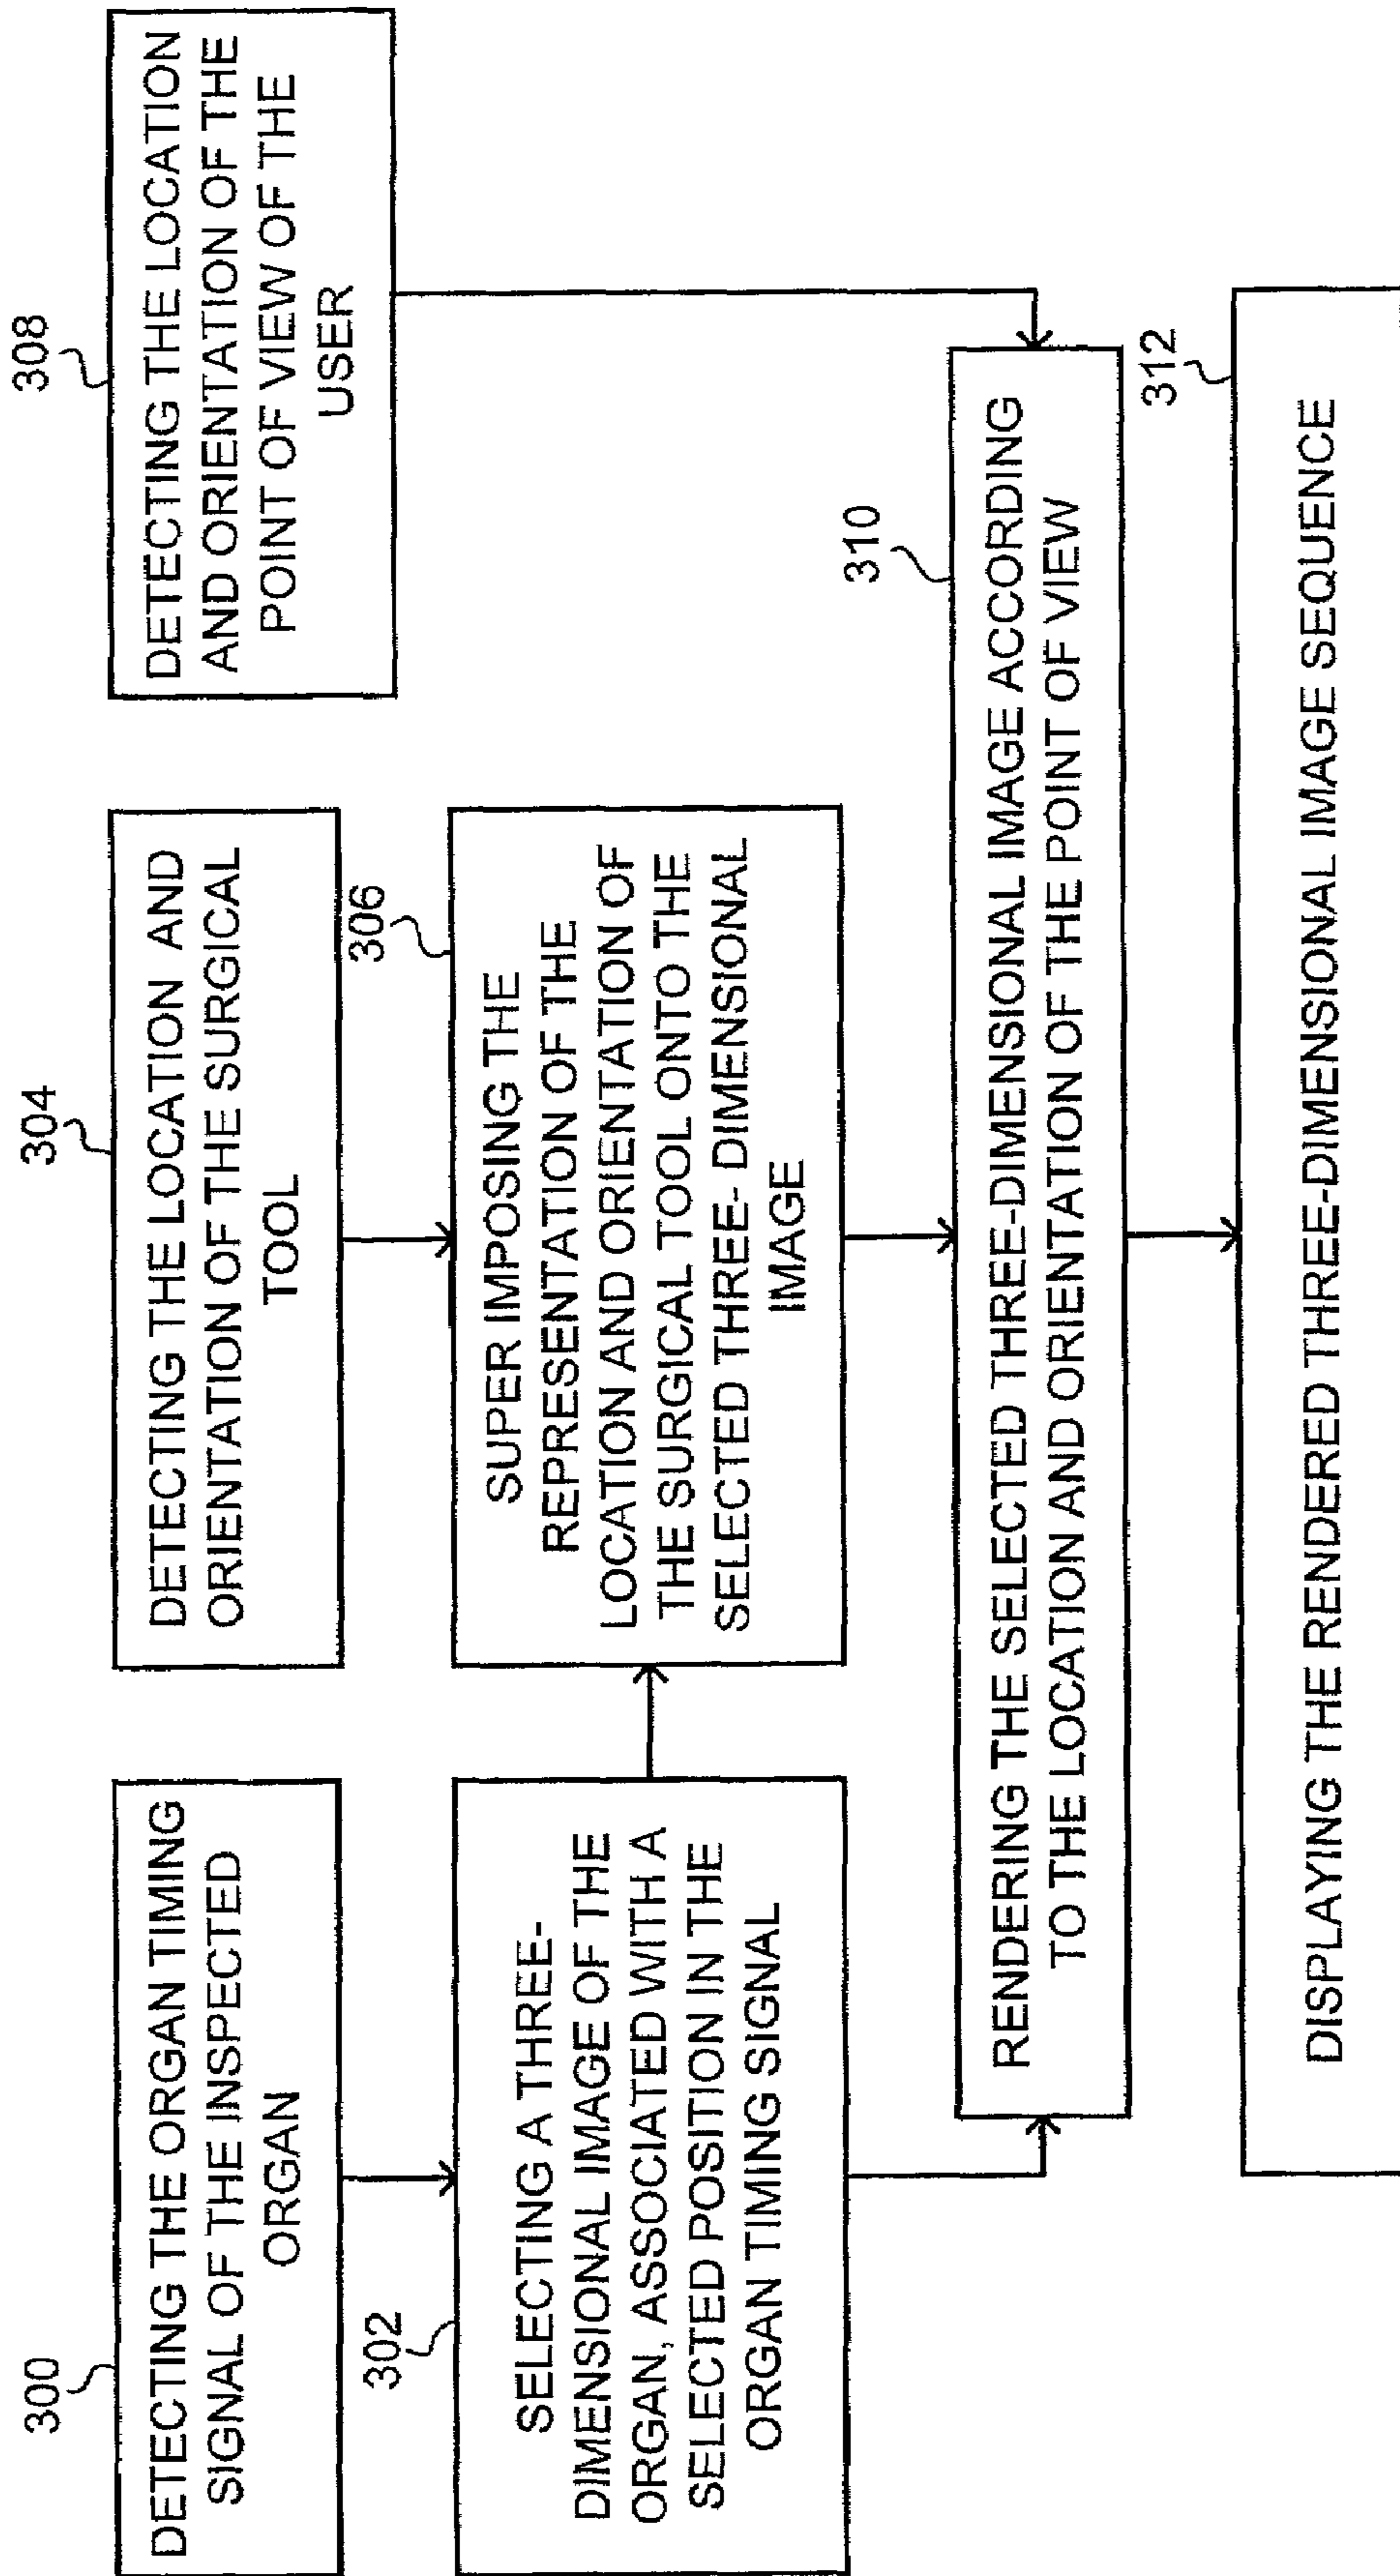 300
DETECTING THE ORGAN TIMING
SIGNAL OF THE INSPECTED
ORGAN
304
DETECTING THE LOCATION AND
ORIENTATION OF THE SURGICAL
TOOL
308
DETECTING THE LOCATION
AND ORIENTATION OF THE
POINT OF VIEW OF THE
USER
302
SELECTING A THREE-
DIMENSIONAL IMAGE OF THE
ORGAN, ASSOCIATED WITH A
SELECTED POSITION IN THE
ORGAN TIMING SIGNAL
306
SUPER IMPOSING THE
REPRESENTATION OF THE
LOCATION AND ORIENTATION OF
THE SURGICAL TOOL ONTO THE
SELECTED THREE- DIMENSIONAL
IMAGE
310
RENDERING THE SELECTED THREE-DIMENSIONAL IMAGE ACCORDING
TO THE LOCATION AND ORIENTATION OF THE POINT OF VIEW
312
DISPLAYING THE RENDERED THREE-DIMENSIONAL IMAGE SEQUENCE